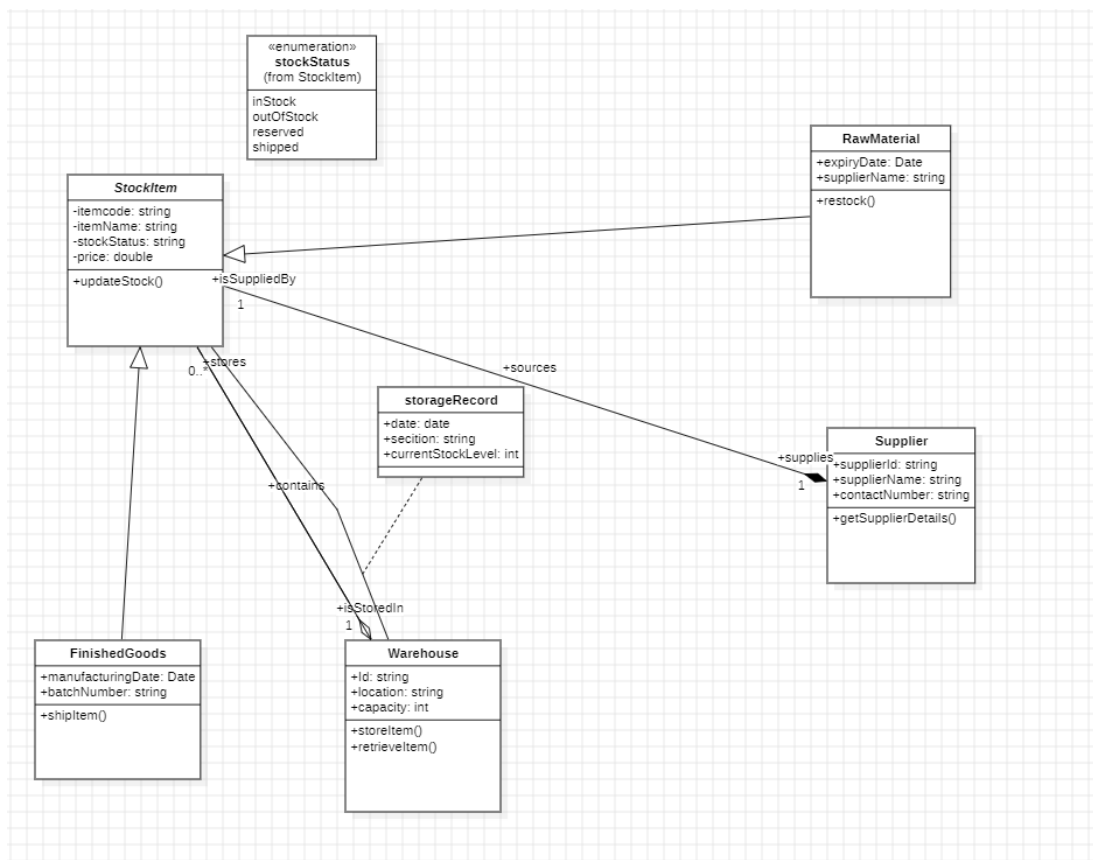 «enumeration»
stockStatus
(from StockItem)
inStock
outOfStock
reserved
shipped
RawMaterial
+expiryDate: Date
+supplierName: string
+restock()
StockItem
-itemcode: string
-itemName: string
-stockStatus: string
-price: double
+updateStock()
+isSuppliedBy
1
+stores
0..*
+sources
storageRecord
+date: date
+secition: string
+currentStockLevel: int
Supplier
+supplierId: string
+supplierName: string
+contactNumber: string
+getSupplierDetails()
+supplies
1
+contains
+isStoredIn
1
FinishedGoods
+manufacturingDate: Date
+batchNumber: string
+shipItem()
Warehouse
+Id: string
+location: string
+capacity: int
+storeItem()
+retrieveItem()